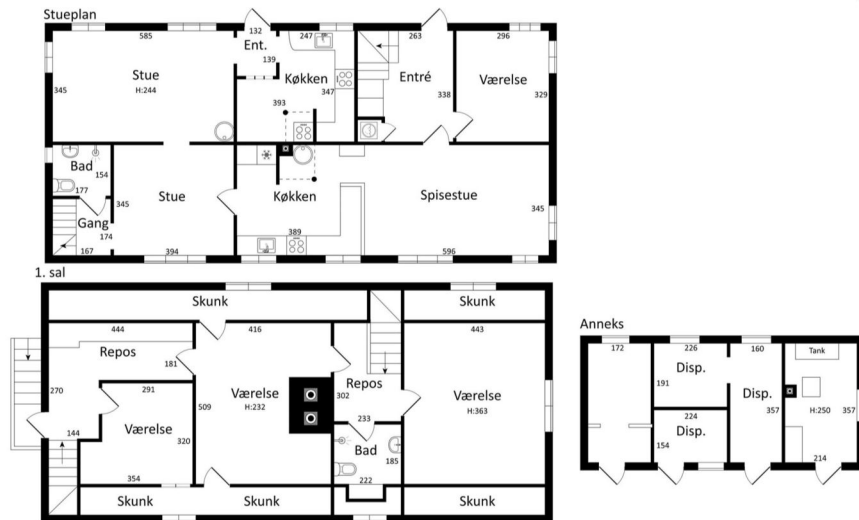 Stueplan
585
132
247
263
296
Ent.
139
Stue
H:244
Køkken
Entré
Værelse
345
393
347
338
329
Bad
154
177
Stue
Køkken
Spisestue
345
345
Gang
174
167
394
389
596
1. sal
Skunk
Skunk
444
416
443
Repos
181
270
291
Værelse
H:232
Repos
302
233
Værelse
H:363
509
Værelse
320
144
354
Bad
185
222
Skunk
Skunk
Skunk
Anneks
172
226
160
Tank
Disp.
191
Disp.
357
H:250
357
224
Disp.
154
214